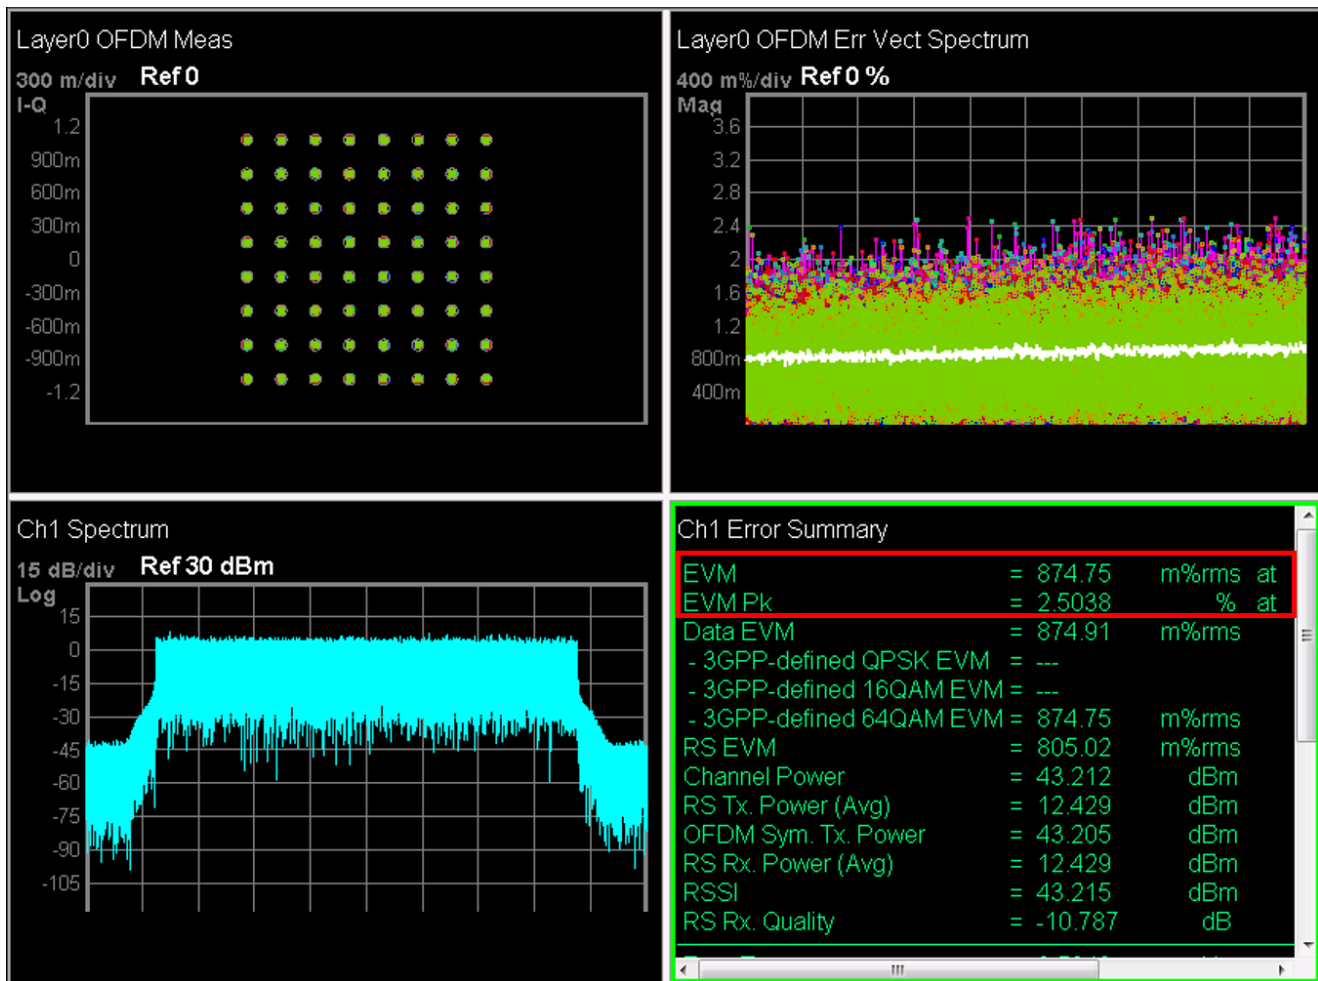 Layer0 OFDM Meas
300 m/div Ref 0
I-Q
1.2
900m
600m
300m
0
-300m
-600m
-900m
-1.2
Layer0 OFDM Err Vect Spectrum
400 m%/div Ref 0 %
Mag
3.6
3.2
2.8
2.4
2
1.6
1.2
800m
400m
Ch1 Spectrum
15 dB/div Ref 30 dBm
Log
15
0
-15
-30
-45
-60
-75
-90
-105
Ch1 Error Summary
EVM = 874.75 m%rms at
EVM Pk = 2.5038 % at
Data EVM = 874.91 m%rms
- 3GPP-defined QPSK EVM = ---
- 3GPP-defined 16QAM EVM = ---
- 3GPP-defined 64QAM EVM = 874.75 m%rms
RS EVM = 805.02 m%rms
Channel Power = 43.212 dBm
RS Tx. Power (Avg) = 12.429 dBm
OFDM Sym. Tx. Power = 43.205 dBm
RS Rx. Power (Avg) = 12.429 dBm
RSSI = 43.215 dBm
RS Rx. Quality = -10.787 dB